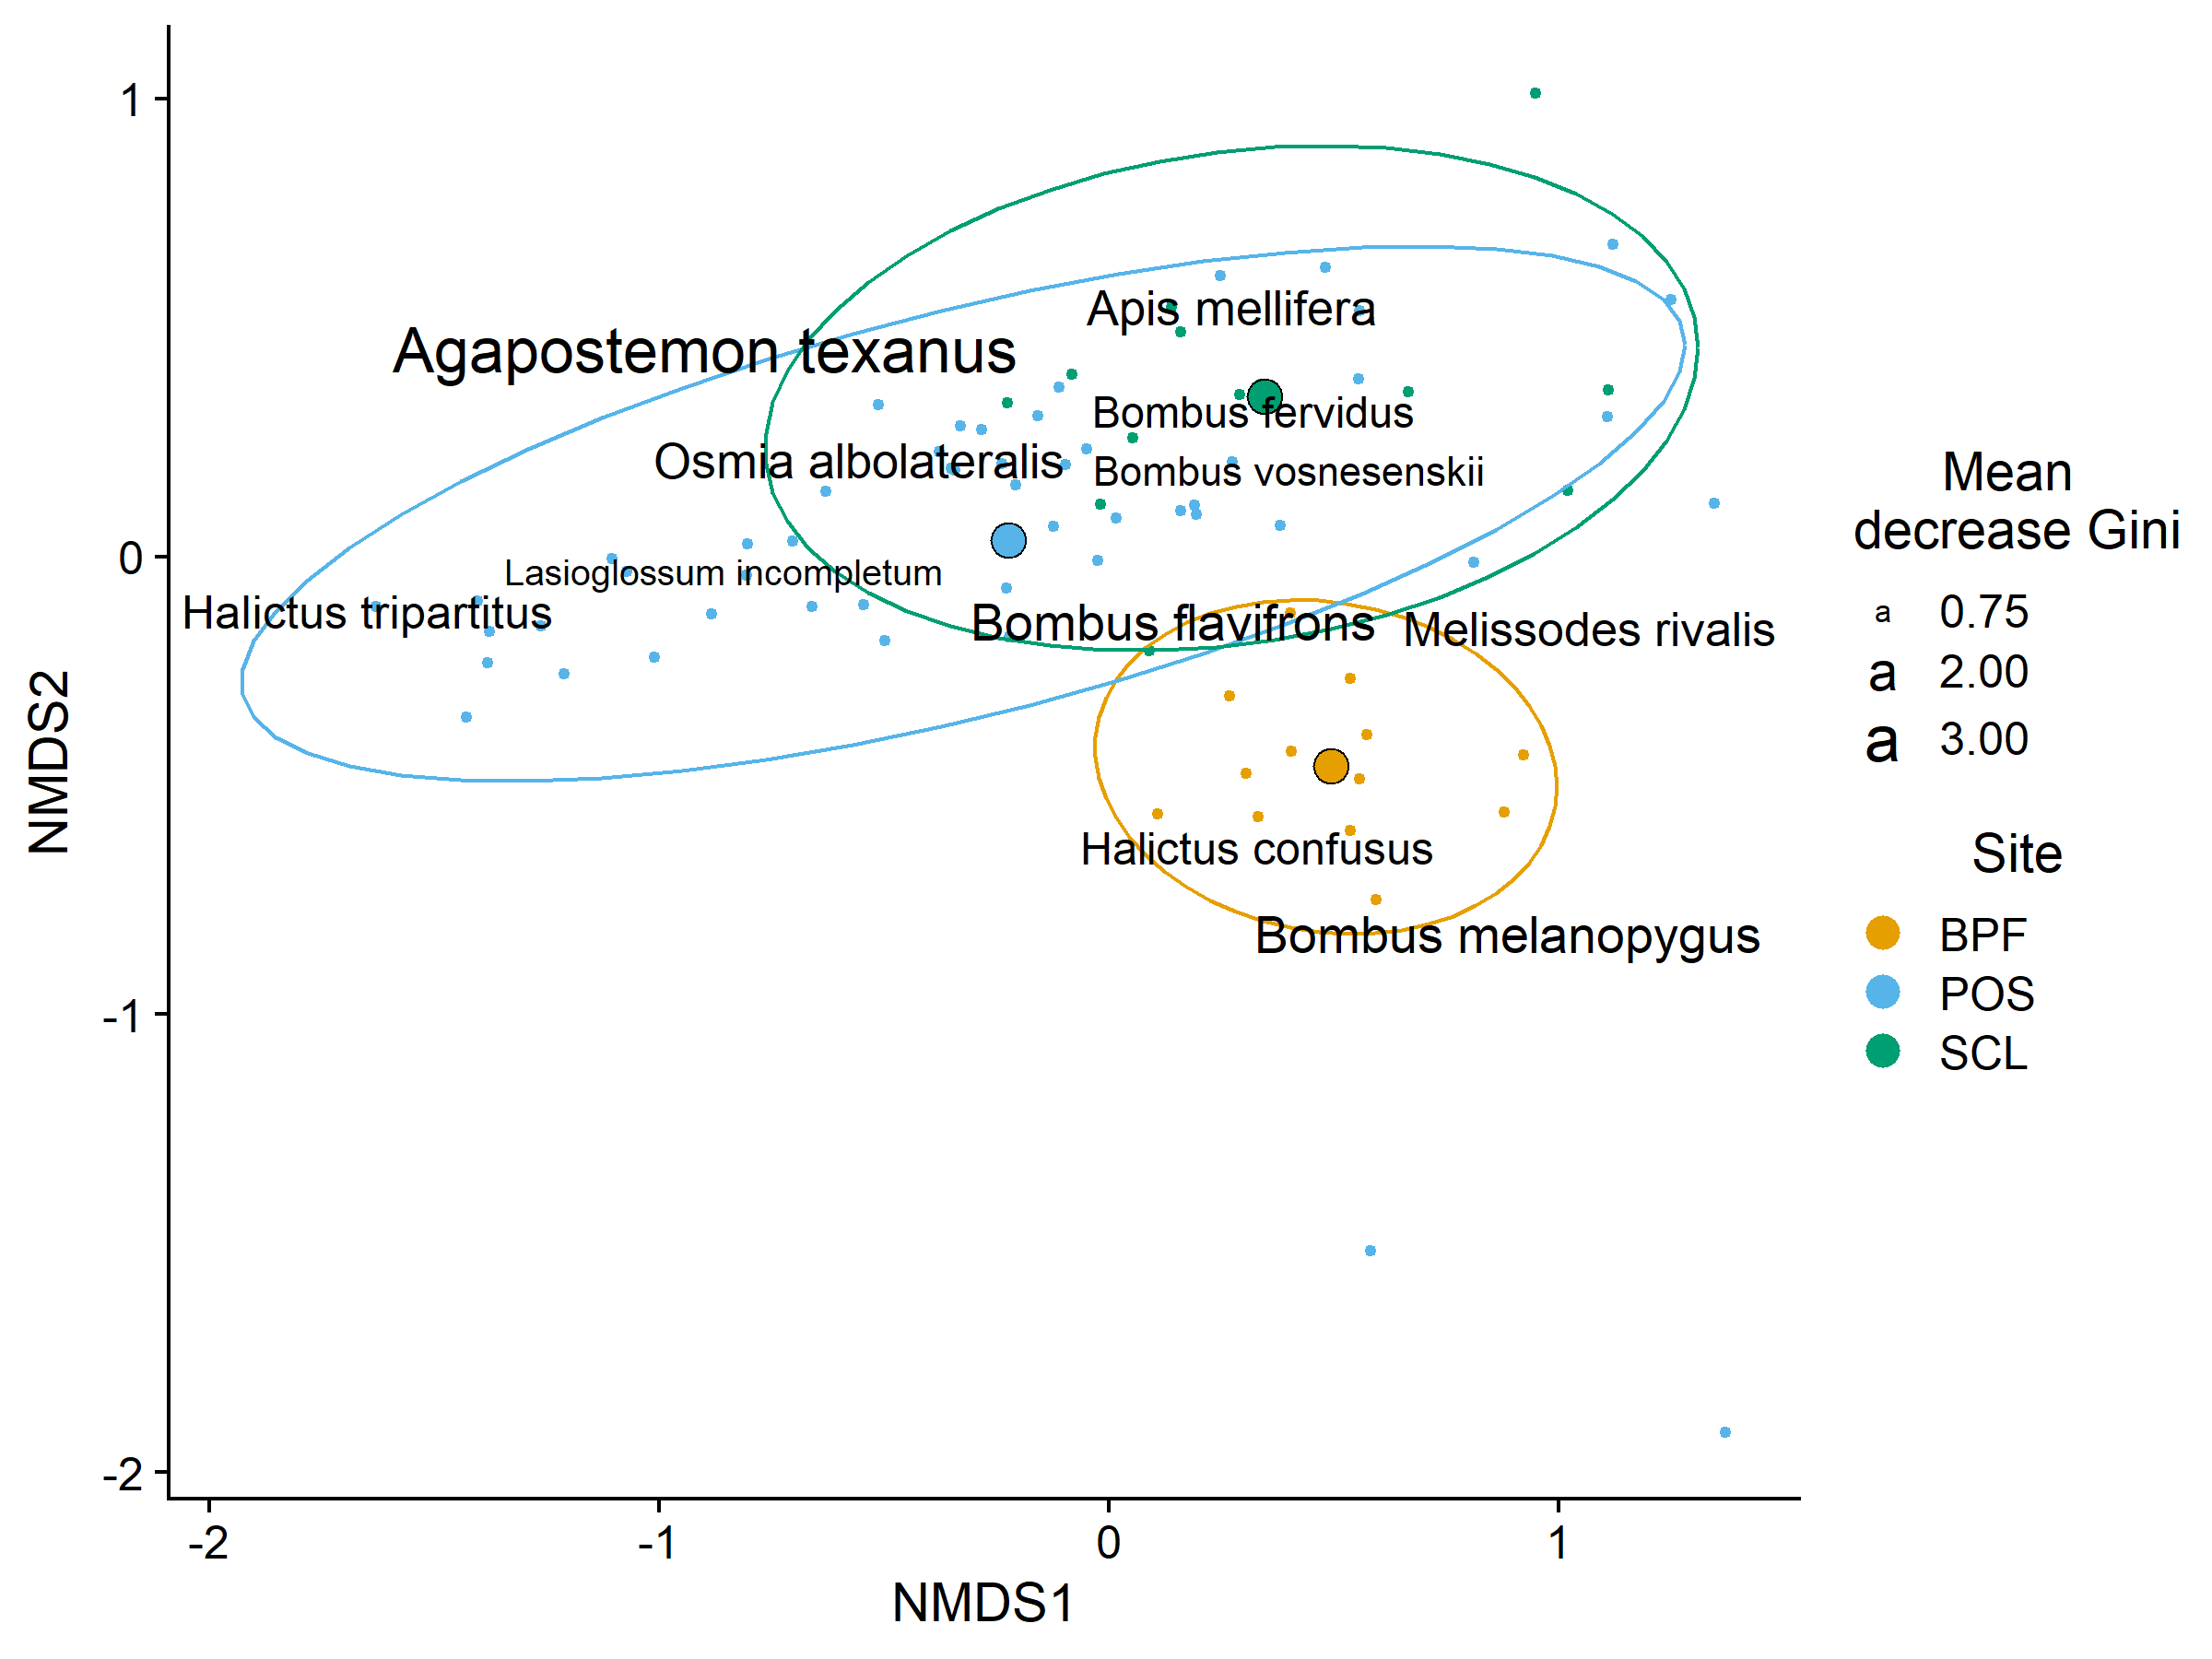 1
0
-1
-2
NMDS2
-2
-1
0
1
NMDS1
Apis mellifera
Agapostemon texanus
Bombus fervidus
Osmia albolateralis
Bombus vosnesenskii
Lasioglossum incompletum
Halictus tripartitus
Bombus flavifrons
Melissodes rivalis
Halictus confusus
Bombus melanopygus
Mean
decrease Gini
a 0.75
a 2.00
a 3.00
Site
BPF
POS
SCL